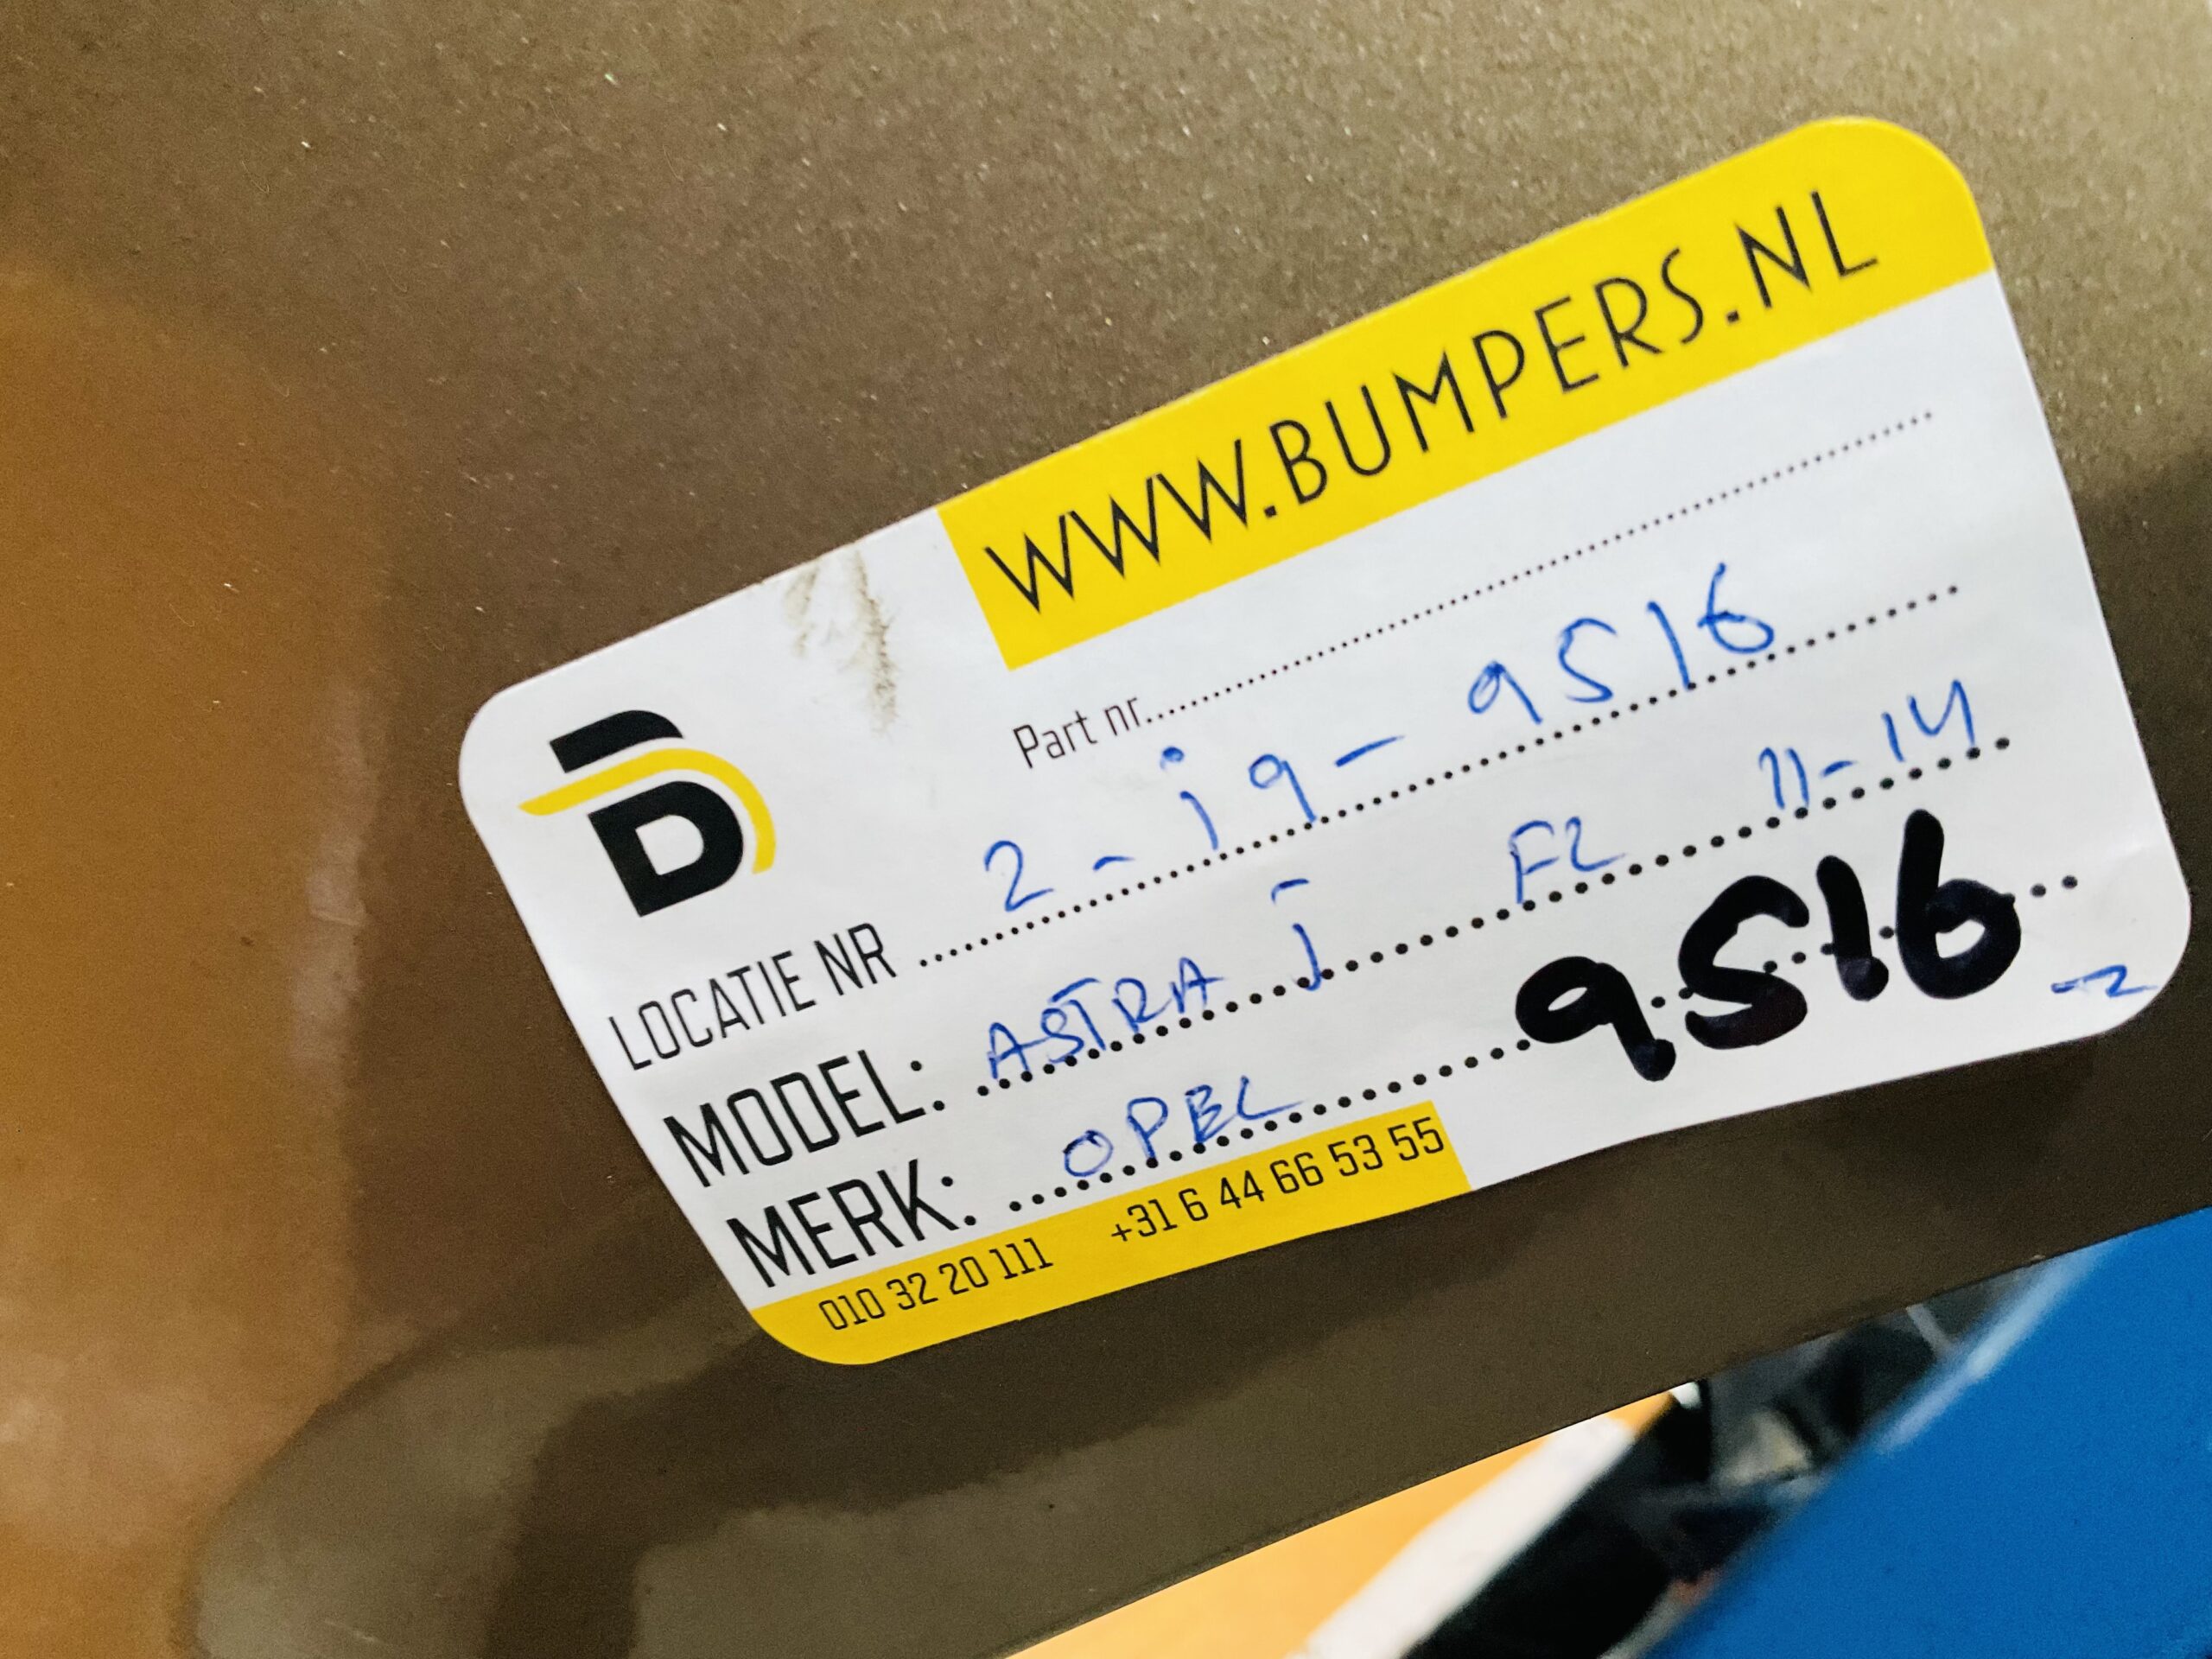 WWW.BUMPERS.NL
Part nr.
LOCATIE NR 2 - i9 - 9516
MODEL: ASTRA J FL 11-14
MERK: OPEL 9516
010 32 20 111 +31 6 44 66 53 55